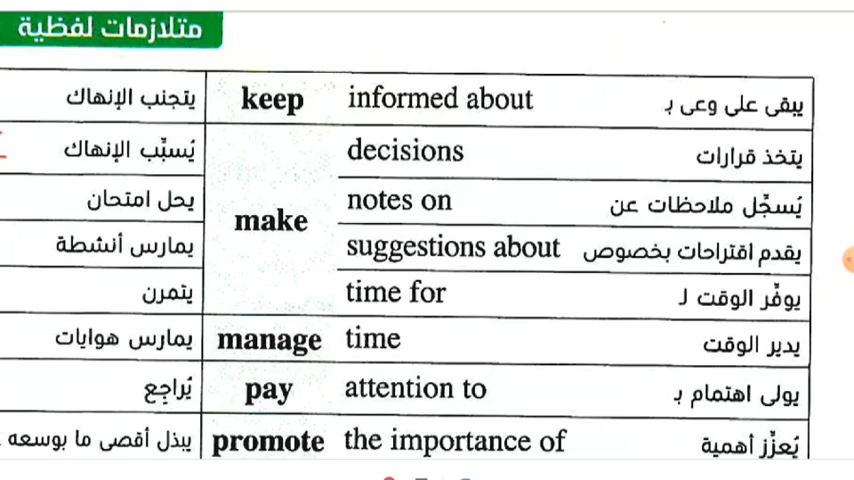 متلازمات لفظية
يتجنب الإنهاك keep informed about يبقى على وعى بـ
يُسبِّب الإنهاك make decisions يتخذ قرارات
يحل امتحان notes on يُسجِّل ملاحظات عن
يمارس أنشطة suggestions about يقدم اقتراحات بخصوص
يتمرن time for يوفِّر الوقت لـ
يمارس هوايات manage time يدير الوقت
يُراجِع pay attention to يولى اهتمام بـ
يبذل أقصى ما بوسعه promote the importance of يُعزِّز أهمية